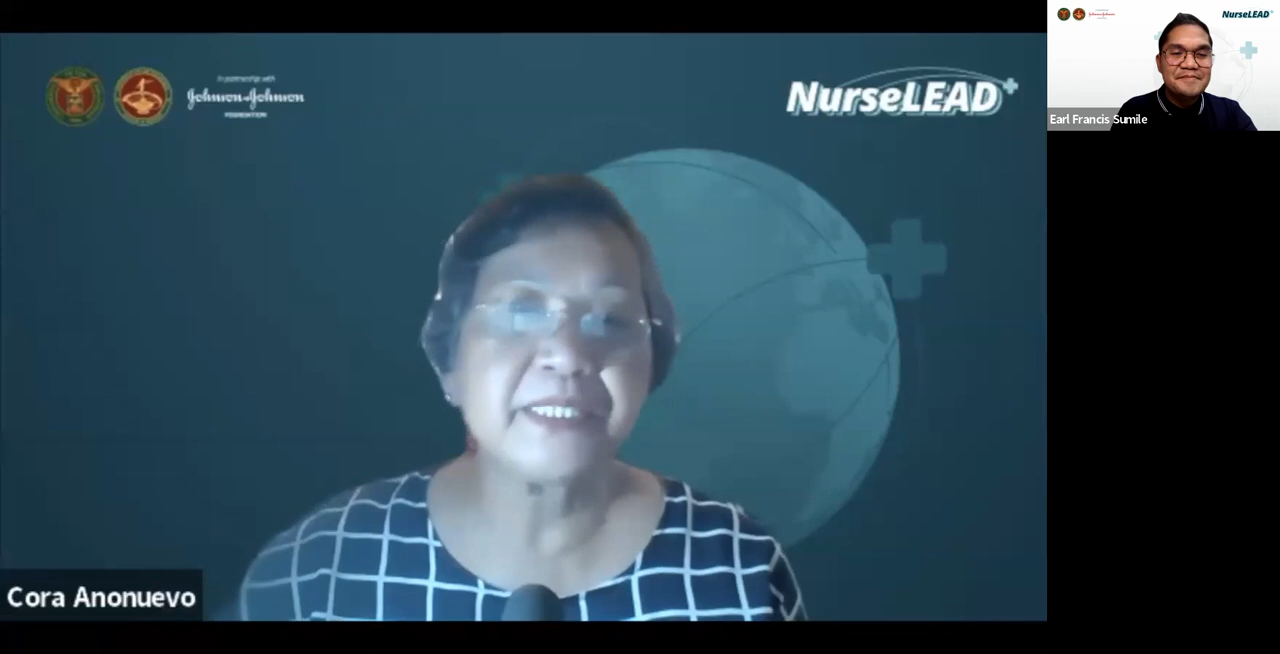 In partnership with
Johnson & Johnson
FOUNDATION
NurseLEAD
Cora Anonuevo
NurseLEAD
Earl Francis Sumile